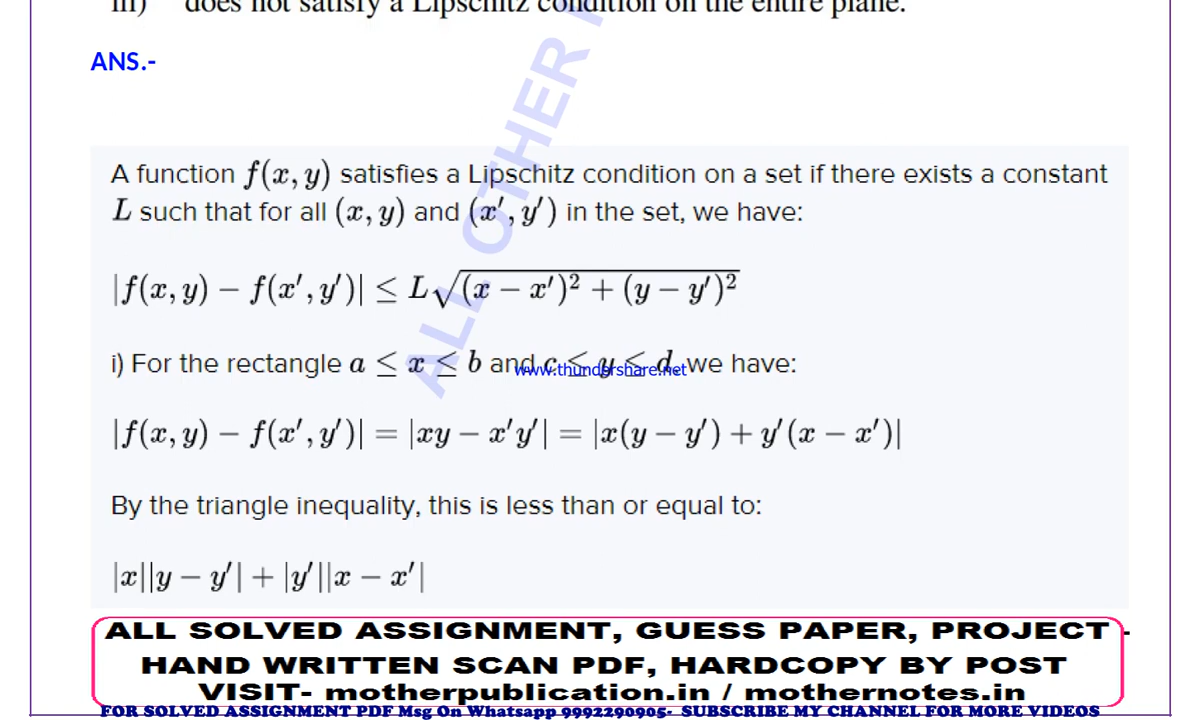 iii) does not satisfy a Lipschitz condition on the entire plane.
ANS.-
A function f(x, y) satisfies a Lipschitz condition on a set if there exists a constant
L such that for all (x, y) and (x′, y′) in the set, we have:
|f(x, y) − f(x′, y′)| ≤ L√(x − x′)² + (y − y′)²
i) For the rectangle a ≤ x ≤ b and c ≤ y ≤ d, we have:
www.thundershare.net
|f(x, y) − f(x′, y′)| = |xy − x′y′| = |x(y − y′) + y′(x − x′)|
By the triangle inequality, this is less than or equal to:
|x||y − y′| + |y′||x − x′|
ALL OTHER
ALL SOLVED ASSIGNMENT, GUESS PAPER, PROJECT -
HAND WRITTEN SCAN PDF, HARDCOPY BY POST
VISIT- motherpublication.in / mothernotes.in
FOR SOLVED ASSIGNMENT PDF Msg On Whatsapp 9992290905- SUBSCRIBE MY CHANNEL FOR MORE VIDEOS